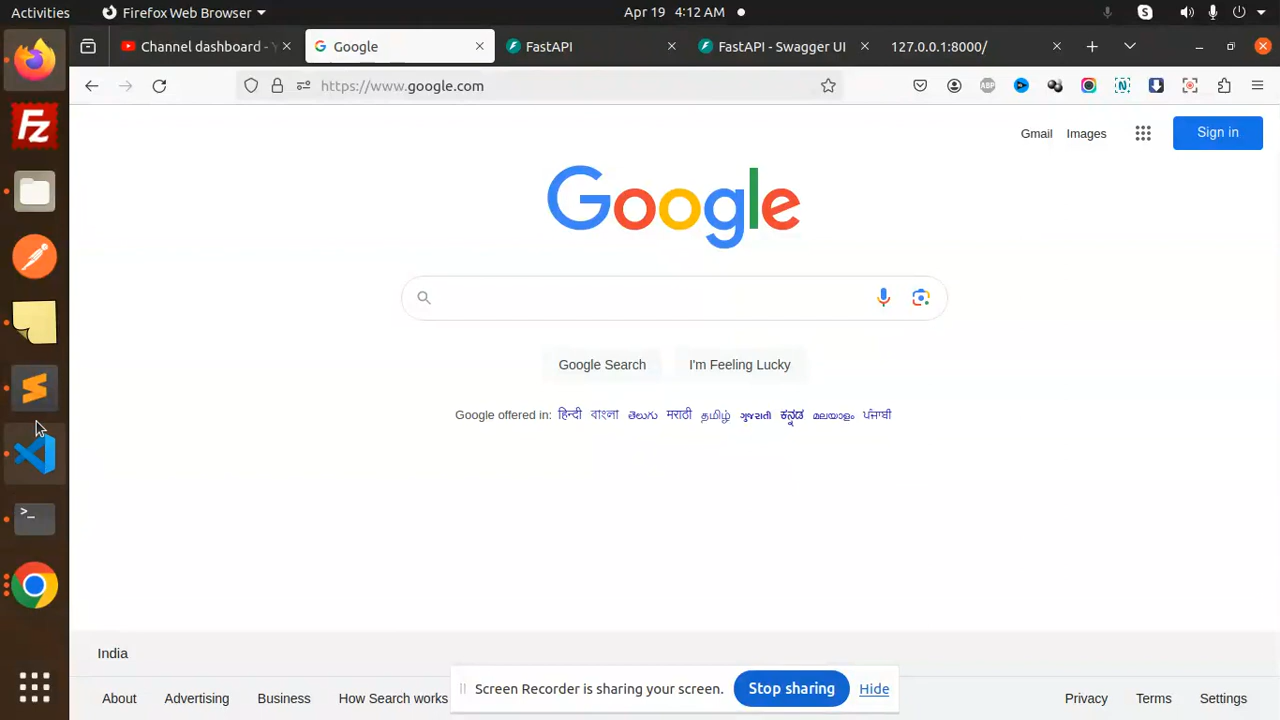 Activities
Firefox Web Browser
Apr 19 4:12 AM
Channel dashboard - Y
Google
FastAPI
FastAPI - Swagger UI
127.0.0.1:8000/
https://www.google.com
Gmail
Images
Sign in
Google
Google Search
I'm Feeling Lucky
Google offered in: हिन्दी বাংলা తెలుగు मराठी தமிழ் ગુજરાતી ಕನ್ನಡ മലയാളം ਪੰਜਾਬੀ
India
About
Advertising
Business
How Search works
Privacy
Terms
Settings
Screen Recorder is sharing your screen.
Stop sharing
Hide